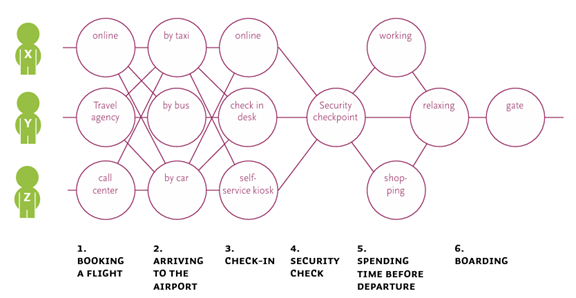 X
online
by taxi
online
working
Y
Travel
agency
by bus
check in
desk
Security
checkpoint
relaxing
gate
Z
call
center
by car
self-
service kiosk
shop-
ping
1.
BOOKING
A FLIGHT
2.
ARRIVING
TO THE
AIRPORT
3.
CHECK-IN
4.
SECURITY
CHECK
5.
SPENDING
TIME BEFORE
DEPARTURE
6.
BOARDING